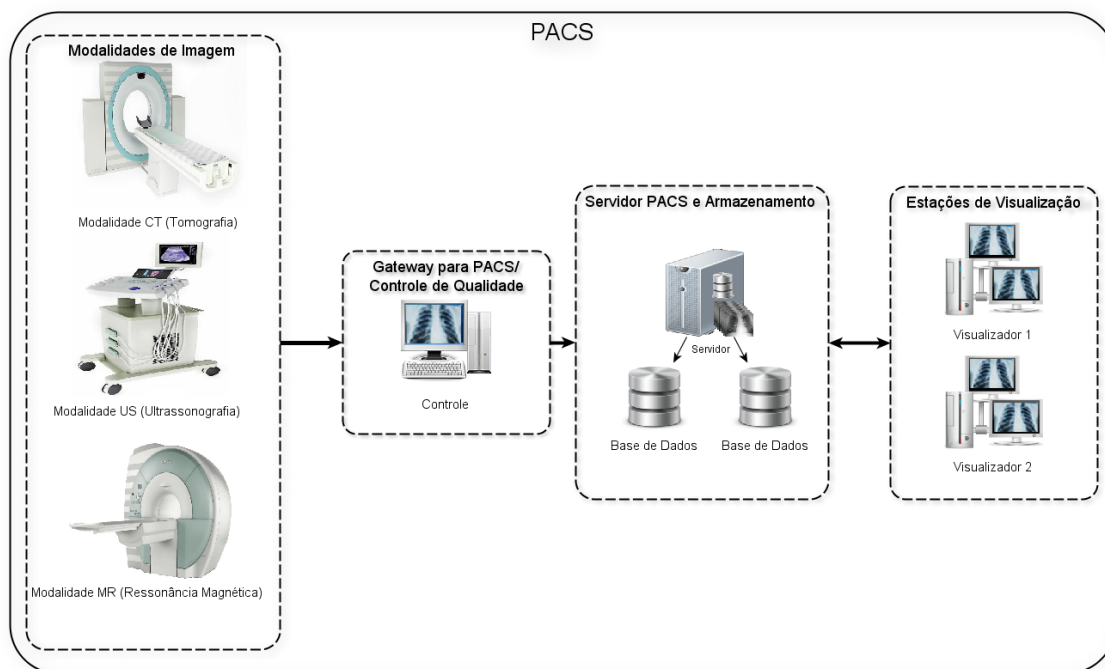 PACS
Modalidades de Imagem
Modalidade CT (Tomografia)
Modalidade US (Ultrassonografia)
Modalidade MR (Ressonância Magnética)
Gateway para PACS/
Controle de Qualidade
Controle
Servidor PACS e Armazenamento
Servidor
Base de Dados
Base de Dados
Estações de Visualização
Visualizador 1
Visualizador 2